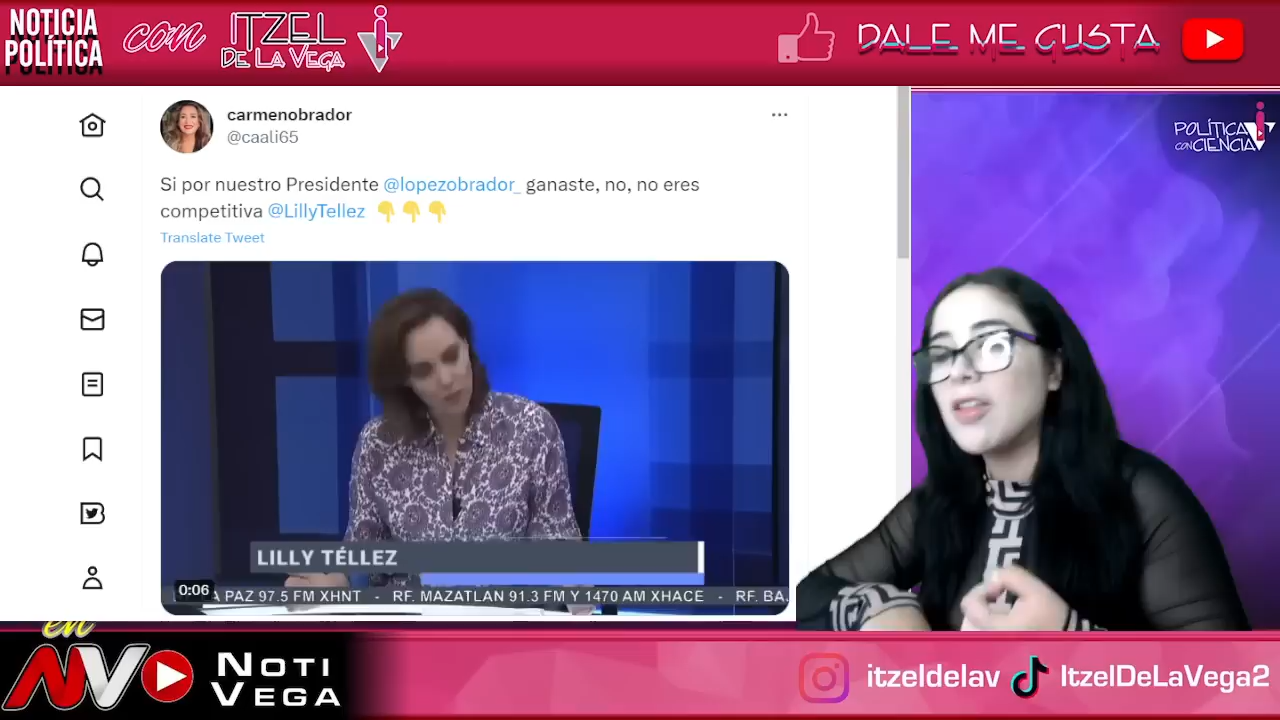 NOTICIA
POLÍTICA
con
ITZEL
DE LA VEGA
DALE ME GUSTA
carmenobrador
@caali65
Si por nuestro Presidente @lopezobrador_ ganaste, no, no eres
competitiva @LillyTellez 👇👇👇
Translate Tweet
POLÍTICA
CON CIENCIA
LILLY TÉLLEZ
0:06
A PAZ 97.5 FM XHNT - RF. MAZATLAN 91.3 FM Y 1470 AM XHACE - RF. BA
en
NV
NOTI
VEGA
itzeldelav
ItzelDeLaVega2